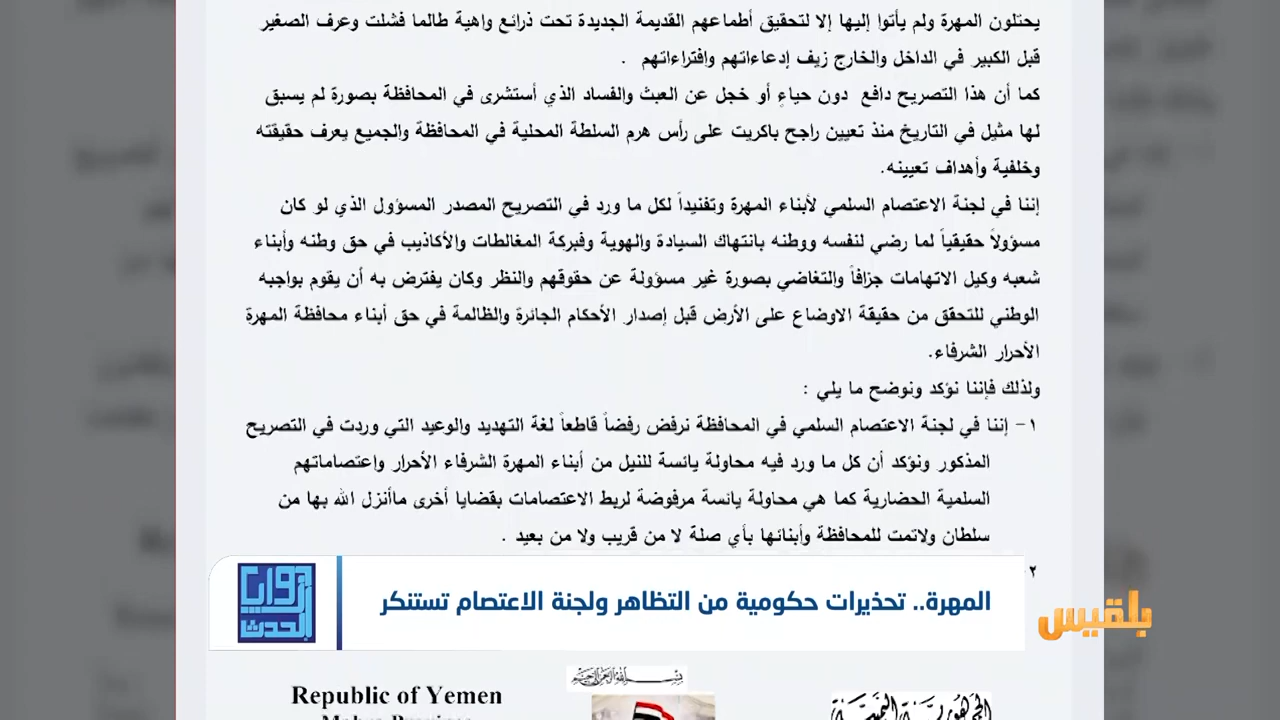 يحتلون المهرة ولم يأتوا إليها إلا لتحقيق أطماعهم القديمة الجديدة تحت ذرائع واهية طالما فشلت وعرف الصغير
قبل الكبير في الداخل والخارج زيف إدعاءاتهم وافتراءاتهم .
كما أن هذا التصريح دافع دون حياءٍ أو خجل عن العبث والفساد الذي أستشرى في المحافظة بصورة لم يسبق
لها مثيل في التاريخ منذ تعيين راجح باكريت على رأس هرم السلطة المحلية في المحافظة والجميع يعرف حقيقته
وخلفية وأهداف تعيينه.
إننا في لجنة الاعتصام السلمي لأبناء المهرة وتفنيداً لكل ما ورد في التصريح المصدر المسؤول الذي لو كان
مسؤولاً حقيقياً لما رضي لنفسه ووطنه بانتهاك السيادة والهوية وفبركة المغالطات والأكاذيب في حق وطنه وأبناء
شعبه وكيل الاتهامات جزافاً والتغاضي بصورة غير مسؤولة عن حقوقهم والنظر وكان يفترض به أن يقوم بواجبه
الوطني للتحقق من حقيقة الاوضاع على الأرض قبل إصدار الأحكام الجائرة والظالمة في حق أبناء محافظة المهرة
الأحرار الشرفاء.
ولذلك فإننا نؤكد ونوضح ما يلي :
١- إننا في لجنة الاعتصام السلمي في المحافظة نرفض رفضاً قاطعاً لغة التهديد والوعيد التي وردت في التصريح
المذكور ونؤكد أن كل ما ورد فيه محاولة يائسة للنيل من أبناء المهرة الشرفاء الأحرار واعتصاماتهم
السلمية الحضارية كما هي محاولة يائسة مرفوضة لربط الاعتصامات بقضايا أخرى ماأنزل الله بها من
سلطان ولاتمت للمحافظة وأبنائها بأي صلة لا من قريب ولا من بعيد .
٢
المهرة.. تحذيرات حكومية من التظاهر ولجنة الاعتصام تستنكر
بلقيس
بسم الله الرحمن الرحيم
Republic of Yemen
الجمهورية اليمنية